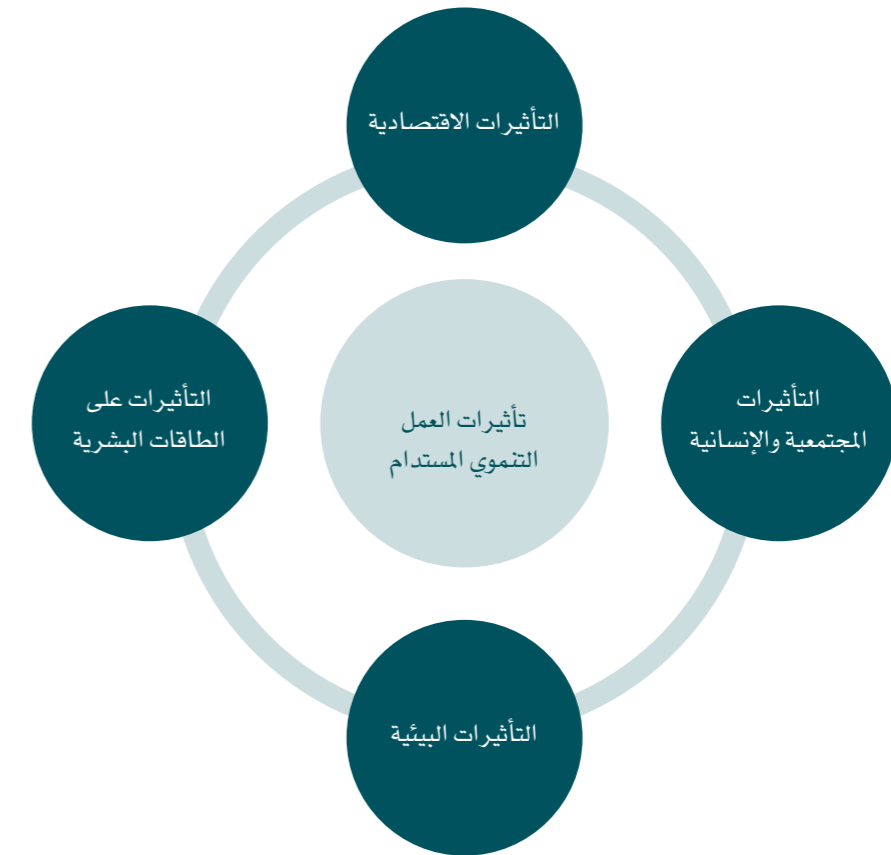 التأثيرات الاقتصادية
التأثيرات
المجتمعية والإنسانية
تأثيرات العمل
التنموي المستدام
التأثيرات على
الطاقات البشرية
التأثيرات البيئية